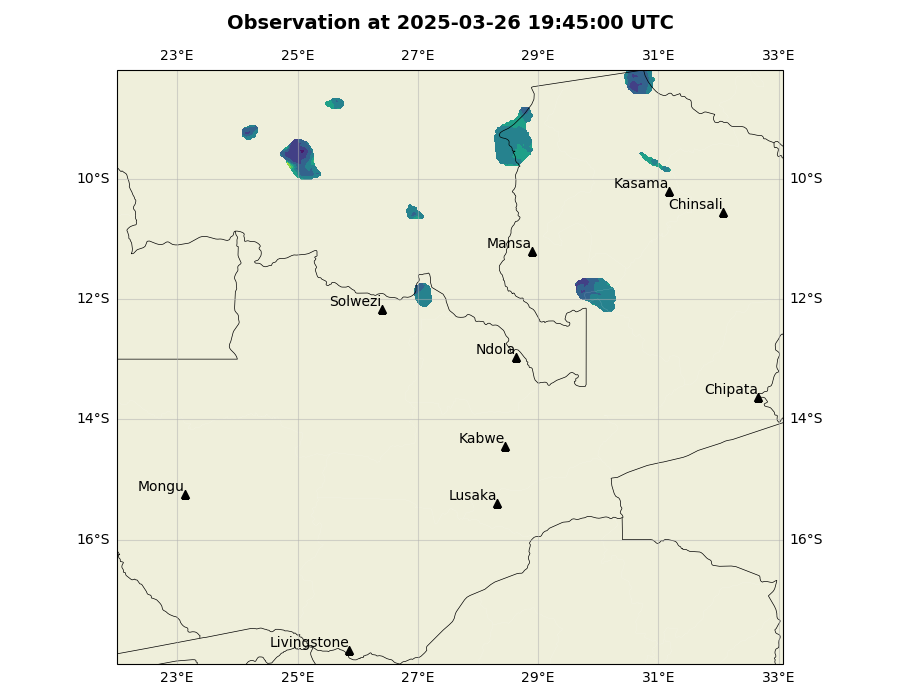 Observation at 2025-03-26 19:45:00 UTC
23°E 25°E 27°E 29°E 31°E 33°E
10°S 10°S
Kasama
Chinsali
Mansa
12°S 12°S
Solwezi
Ndola
Chipata
14°S 14°S
Kabwe
Mongu
Lusaka
16°S 16°S
Livingstone
23°E 25°E 27°E 29°E 31°E 33°E